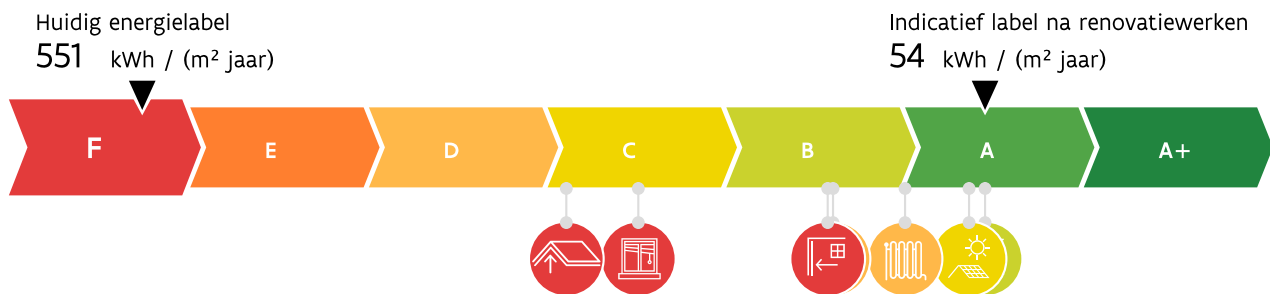 Huidig energielabel
551 kWh / (m² jaar)
Indicatief label na renovatiewerken
54 kWh / (m² jaar)
F E D C B A A+